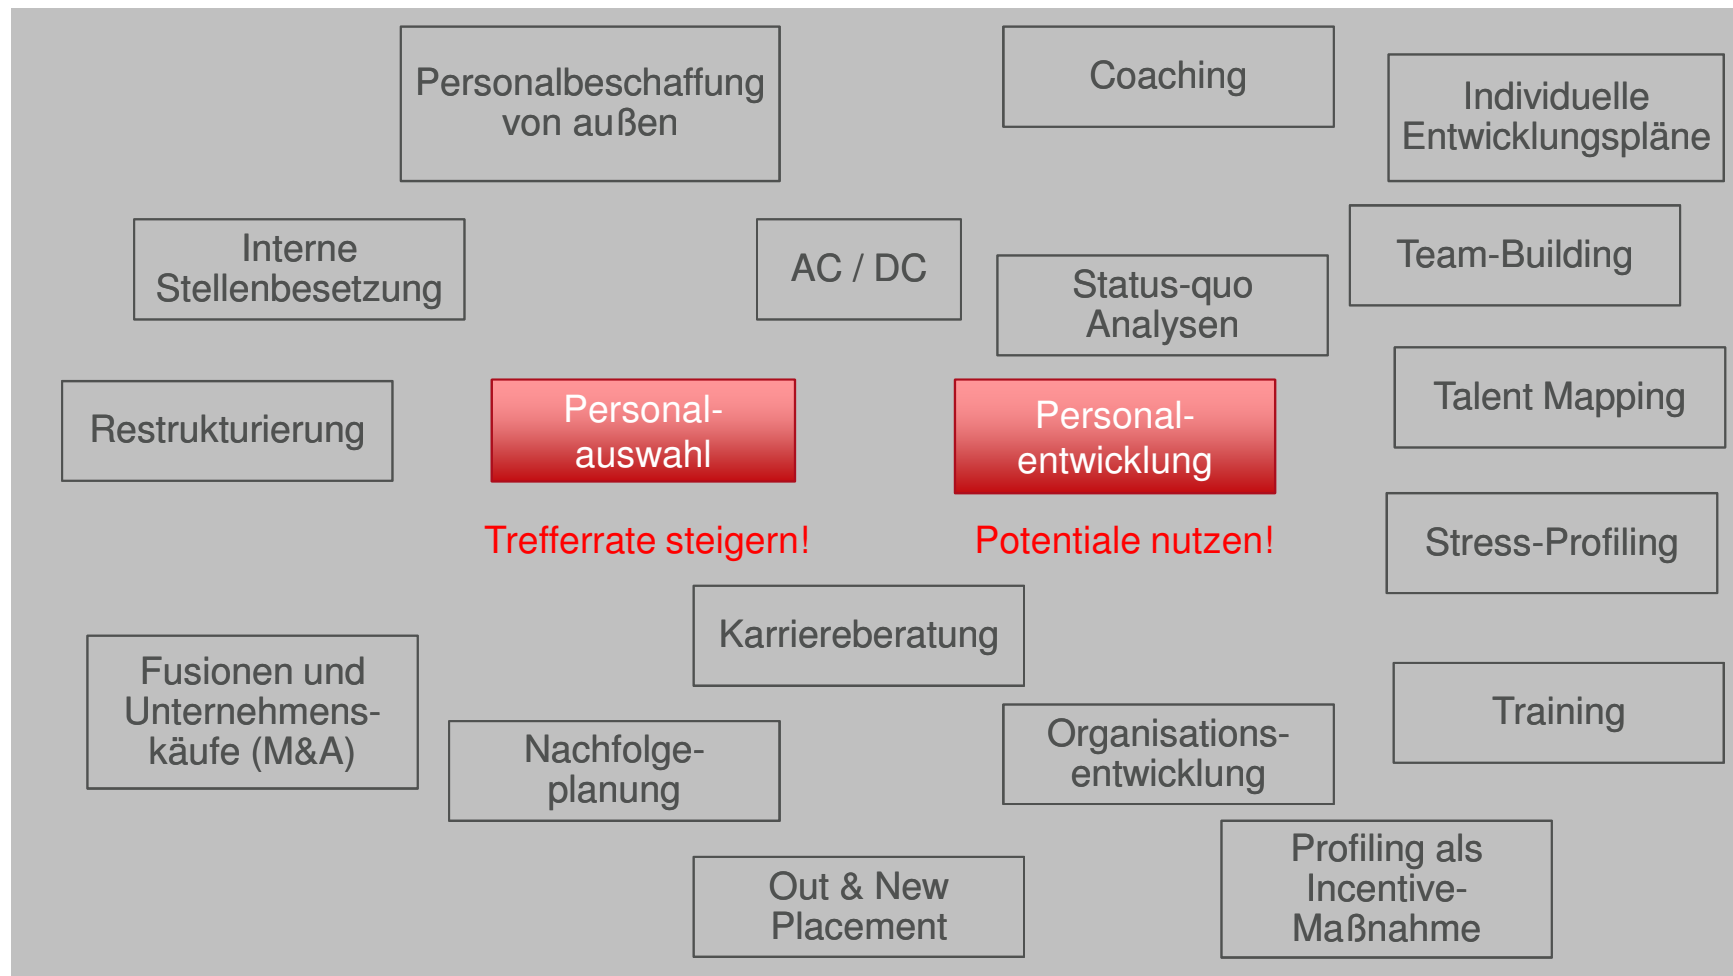 Personalbeschaffung
von außen
Coaching
Individuelle
Entwicklungspläne
Interne
Stellenbesetzung
AC / DC
Status-quo
Analysen
Team-Building
Restrukturierung
Personal-
auswahl
Personal-
entwicklung
Talent Mapping
Trefferrate steigern!
Potentiale nutzen!
Stress-Profiling
Karriereberatung
Fusionen und
Unternehmens-
käufe (M&A)
Nachfolge-
planung
Organisations-
entwicklung
Training
Out & New
Placement
Profiling als
Incentive-
Maßnahme